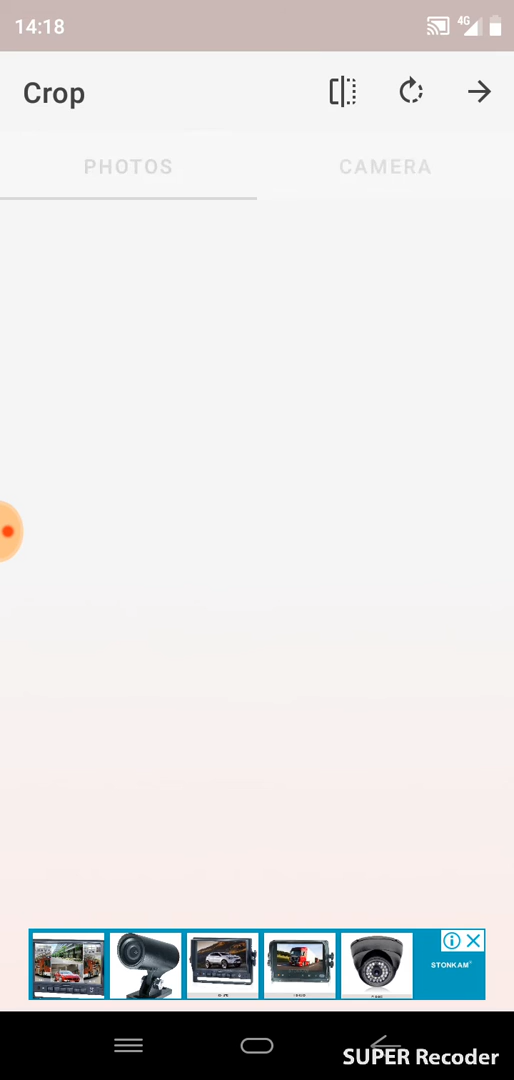 14:18
4G
Crop
PHOTOS
CAMERA
STONKAM
SUPER Recoder